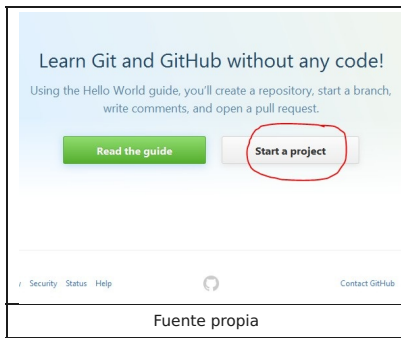 Learn Git and GitHub without any code!
Using the Hello World guide, you'll create a repository, start a branch,
write comments, and open a pull request.
Read the guide
Start a project
Security Status Help
Contact GitHub
Fuente propia